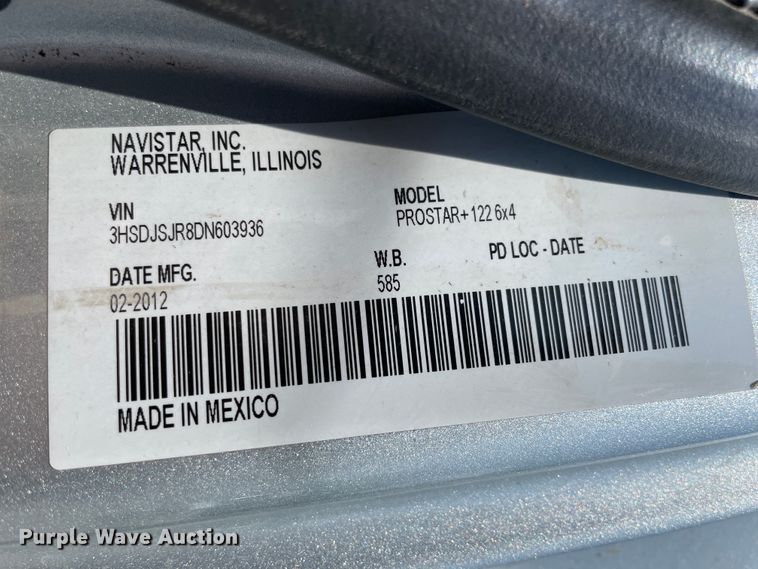 NAVISTAR, INC.
WARRENVILLE, ILLINOIS
VIN
3HSDJSJR8DN603936
MODEL
PROSTAR+ 122 6x4
DATE MFG.
02-2012
W.B.
585
PD LOC - DATE
MADE IN MEXICO
Purple Wave Auction